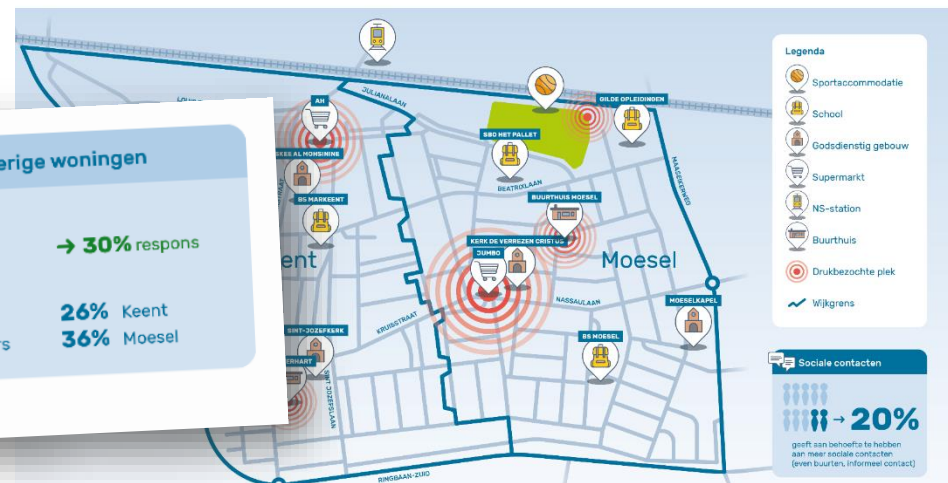 JULIANALAAN
AH
GILDE OPLEIDINGEN
SBO HET PALLET
BS MARKEENT
BEATRIXLAAN
MAASEIKERWEG
BUURTHUIS MOESEL
KERK DE VERREZEN CRISTUS
JUMBO
Moesel
NASSAULAAN
MOESELKAPEL
KRUISSTRAAT
SINT-JOZEFKERK
BS MOESEL
SINT JOZEFSLAAN
RINGBAAN-ZUID
erige woningen
→ 30% respons
26% Keent
36% Moesel
Legenda
Sportaccommodatie
School
Godsdienstig gebouw
Supermarkt
NS-station
Buurthuis
Drukbezochte plek
Wijkgrens
Sociale contacten
→ 20%
geeft aan behoefte te hebben
aan meer sociale contacten
(even buurten, informeel contact)